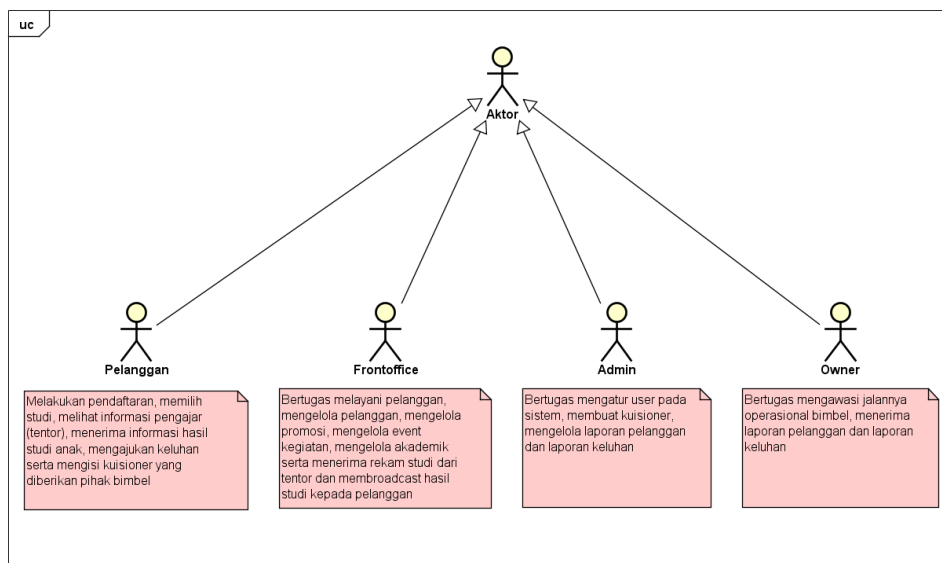 uc
Aktor
Pelanggan
Frontoffice
Admin
Owner
Melakukan pendaftaran, memilih
studi, melihat informasi pengajar
(tentor), menerima informasi hasil
studi anak, mengajukan keluhan
serta mengisi kuisioner yang
diberikan pihak bimbel
Bertugas melayani pelanggan,
mengelola pelanggan, mengelola
promosi, mengelola event
kegiatan, mengelola akademik
serta menerima rekam studi dari
tentor dan membroadcast hasil
studi kepada pelanggan
Bertugas mengatur user pada
sistem, membuat kuisioner,
mengelola laporan pelanggan
dan laporan keluhan
Bertugas mengawasi jalannya
operasional bimbel, menerima
laporan pelanggan dan laporan
keluhan